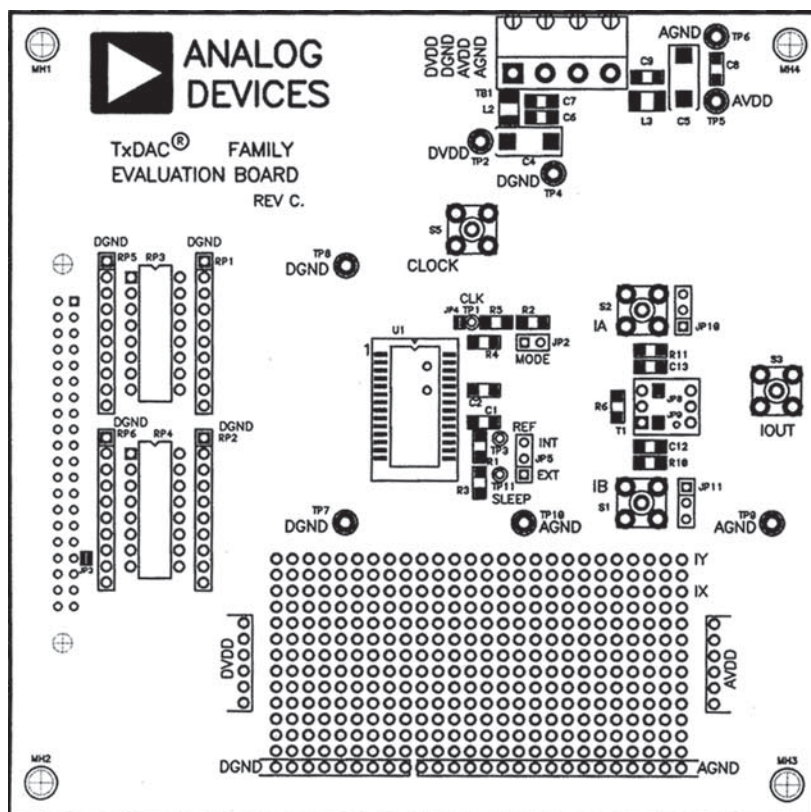 MH1
ANALOG
DEVICES
TxDAC® FAMILY
EVALUATION BOARD
REV C.
DVDD
DGND
AVDD
AGND
TB1
L2
C7
C6
C9
L3
C5
AGND
TP6
C8
AVDD
TP5
MH4
DVDD
TP2
C4
DGND
TP4
S5
CLOCK
TP8
DGND
DGND
RP5
RP3
DGND
RP1
DGND
RP6
RP4
DGND
RP2
JP3
U1
1
CLK
JP4
TP1
R5
R2
R4
JP2
MODE
C2
C1
REF
TP3
INT
JP5
EXT
R1
R3
TP11
SLEEP
S2
IA
JP10
R11
C13
R6
JP8
JP9
T1
C12
R10
S3
IOUT
IB
S1
JP11
TP7
DGND
TP10
AGND
TP9
AGND
IY
IX
DVDD
AVDD
DGND
AGND
MH2
MH3